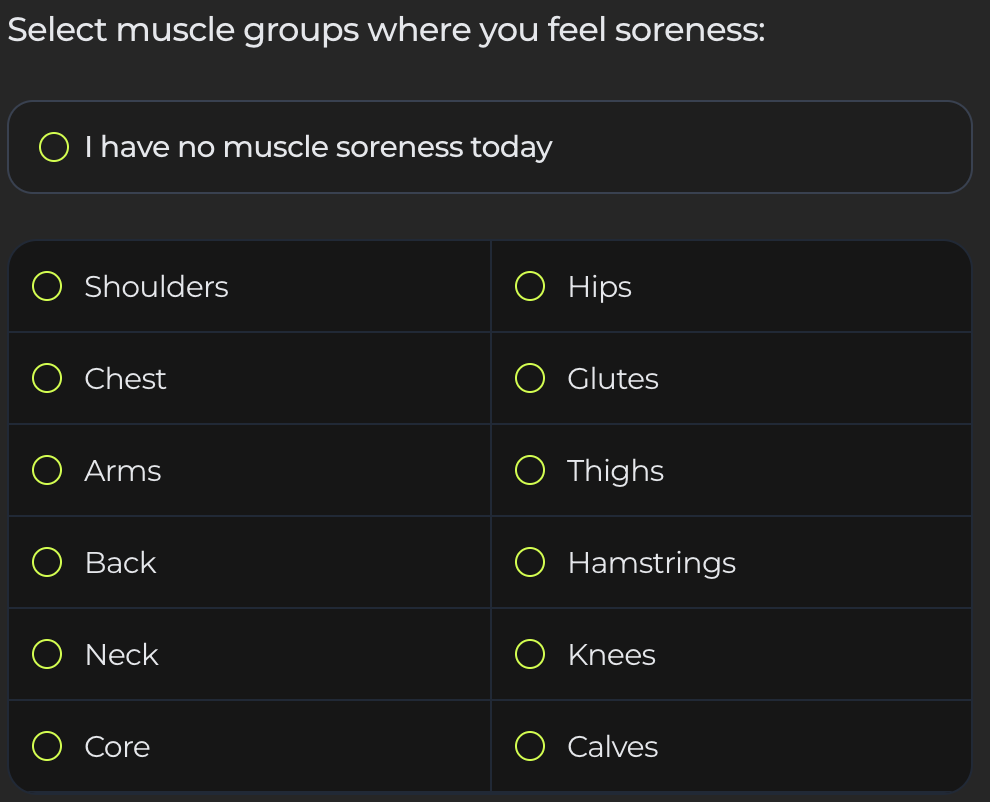 Select muscle groups where you feel soreness:
I have no muscle soreness today
Shoulders
Hips
Chest
Glutes
Arms
Thighs
Back
Hamstrings
Neck
Knees
Core
Calves